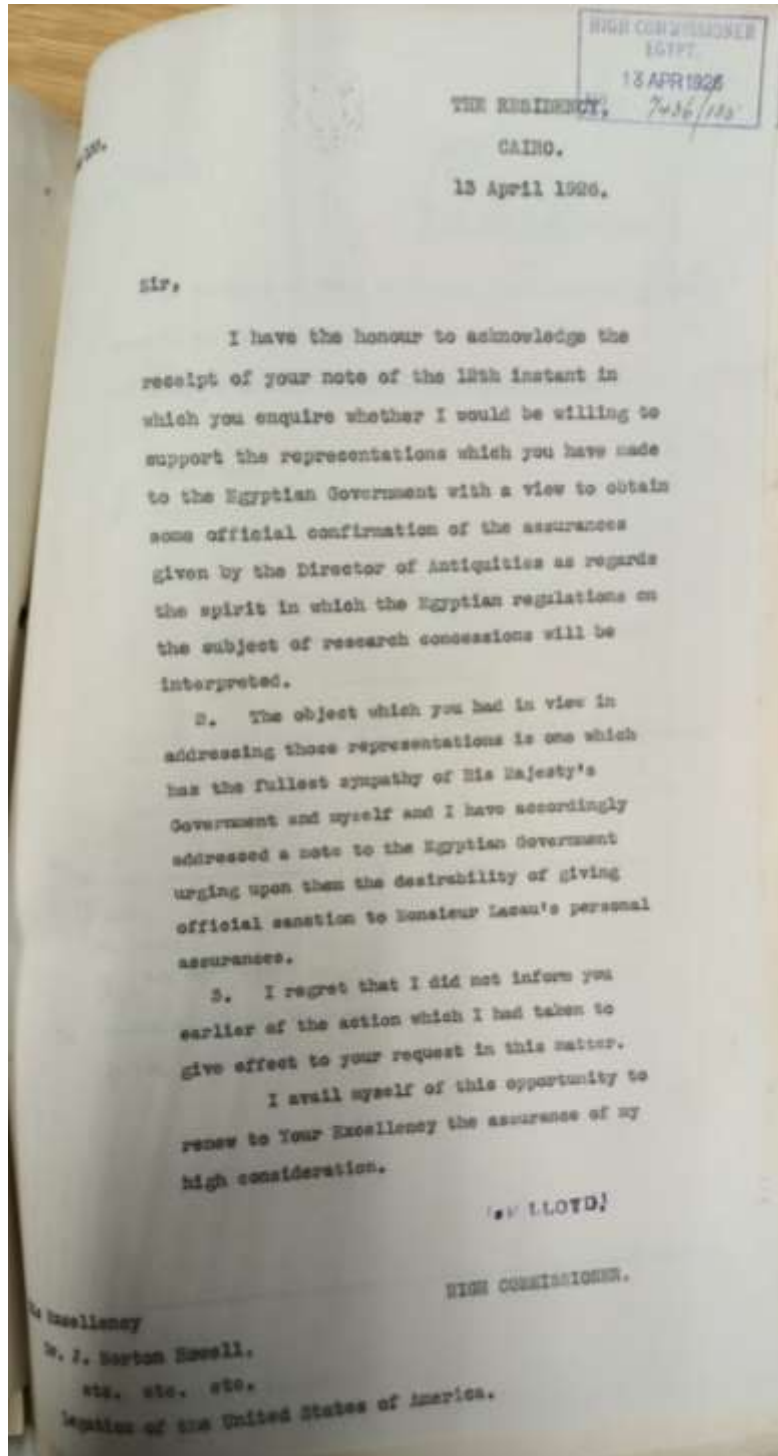 HIGH COMMISSIONER
EGYPT.
13 APR 1926
THE RESIDENCY,
CAIRO.
13 April 1926.
Sir,
I have the honour to acknowledge the
receipt of your note of the 12th instant in
which you enquire whether I would be willing to
support the representations which you have made
to the Egyptian Government with a view to obtain
some official confirmation of the assurances
given by the Director of Antiquities as regards
the spirit in which the Egyptian regulations on
the subject of research concessions will be
interpreted.
2. The object which you had in view in
addressing those representations is one which
has the fullest sympathy of His Majesty's
Government and myself and I have accordingly
addressed a note to the Egyptian Government
urging upon them the desirability of giving
official sanction to Monsieur Lacau's personal
assurances.
3. I regret that I did not inform you
earlier of the action which I had taken to
give effect to your request in this matter.
I avail myself of this opportunity to
renew to Your Excellency the assurance of my
high consideration.
LLOYD)
HIGH COMMISSIONER.
Excellency
Dr. J. Morton Howell.
etc. etc. etc.
Legation of the United States of America.